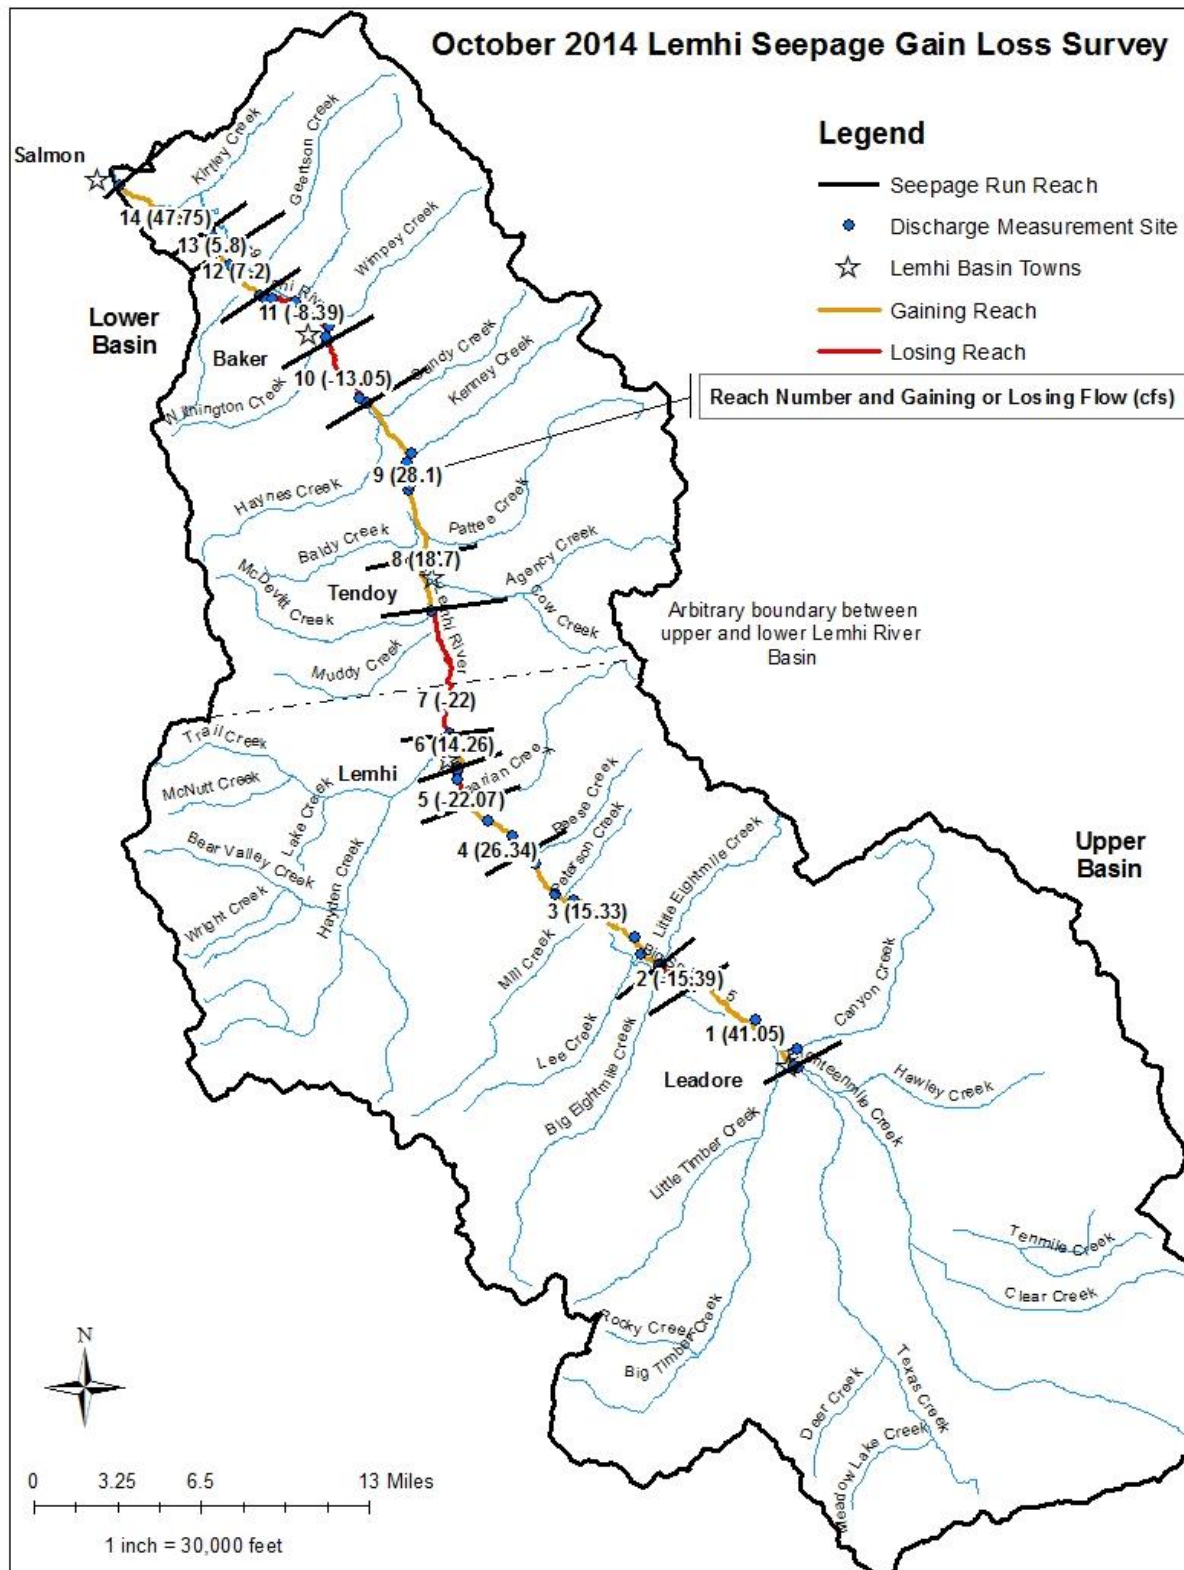 October 2014 Lemhi Seepage Gain Loss Survey
Legend
Seepage Run Reach
Discharge Measurement Site
Lemhi Basin Towns
Gaining Reach
Losing Reach
Reach Number and Gaining or Losing Flow (cfs)
Salmon
Kirtley Creek
Geertson Creek
14 (47.75)
13 (5.8)
12 (7.2)
Wimpey Creek
11 (-8.39)
Lower
Basin
Baker
10 (-13.05)
Kenney Creek
Creek
9 (28.1)
Haynes Creek
Pattee Creek
Baldy Creek
8 (18.7)
Agency Creek
McDevitt Creek
Tendoy
Cow Creek
Lemhi River
Arbitrary boundary between
upper and lower Lemhi River
Basin
Muddy Creek
7 (-22)
Trail Creek
6 (14.26)
Lemhi
McNutt Creek
Lake Creek
5 (-22.07)
Reese Creek
Bear Valley Creek
4 (26.34)
Hayden Creek
Little Eightmile Creek
Upper
Basin
Wright Creek
3 (15.33)
Mill Creek
2 (-15.39)
Canyon Creek
1 (41.05)
Lee Creek
Big Eightmile Creek
Leadore
Hawley Creek
Little Timber Creek
Tenmile Creek
Clear Creek
Rocky Creek
Big Timber Creek
Texas Creek
Deer Creek
Meadow Lake Creek
N
0 3.25 6.5 13 Miles
1 inch = 30,000 feet